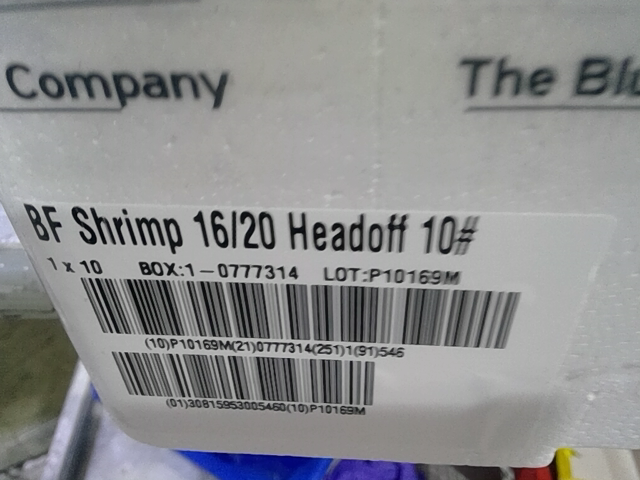 Company
The Blu
BF Shrimp 16/20 Headoff 10#
1 x 10 BOX:1-0777314 LOT:P10169M
(10)P10169M(21)0777314(251)1(91)546
(01)30815953005460(10)P10169M